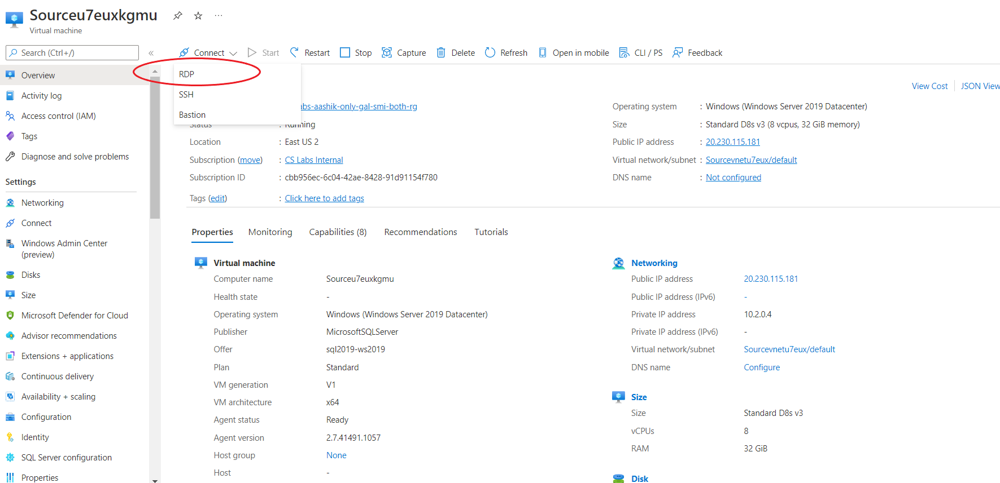 Sourceu7euxkgmu
Virtual machine
Search (Ctrl+/)
Connect Start Restart Stop Capture Delete Refresh Open in mobile CLI / PS Feedback
RDP
SSH
Bastion
Overview
Activity log
Access control (IAM)
Tags
Diagnose and solve problems
Settings
Networking
Connect
Windows Admin Center
(preview)
Disks
Size
Microsoft Defender for Cloud
Advisor recommendations
Extensions + applications
Continuous delivery
Availability + scaling
Configuration
Identity
SQL Server configuration
Properties
View Cost JSON View
abs-aashik-only-gal-smi-both-rg
Status : Running
Location : East US 2
Subscription (move) : CS Labs Internal
Subscription ID : cbb956ec-6c04-42ae-8428-91d91154f780
Tags (edit) : Click here to add tags
Operating system : Windows (Windows Server 2019 Datacenter)
Size : Standard D8s v3 (8 vcpus, 32 GiB memory)
Public IP address : 20.230.115.181
Virtual network/subnet : Sourcevnetu7eux/default
DNS name : Not configured
Properties Monitoring Capabilities (8) Recommendations Tutorials
Virtual machine
Computer name Sourceu7euxkgmu
Health state -
Operating system Windows (Windows Server 2019 Datacenter)
Publisher MicrosoftSQLServer
Offer sql2019-ws2019
Plan Standard
VM generation V1
VM architecture x64
Agent status Ready
Agent version 2.7.41491.1057
Host group None
Host -
Networking
Public IP address 20.230.115.181
Public IP address (IPv6) -
Private IP address 10.2.0.4
Private IP address (IPv6) -
Virtual network/subnet Sourcevnetu7eux/default
DNS name Configure
Size
Size Standard D8s v3
vCPUs 8
RAM 32 GiB
Disk